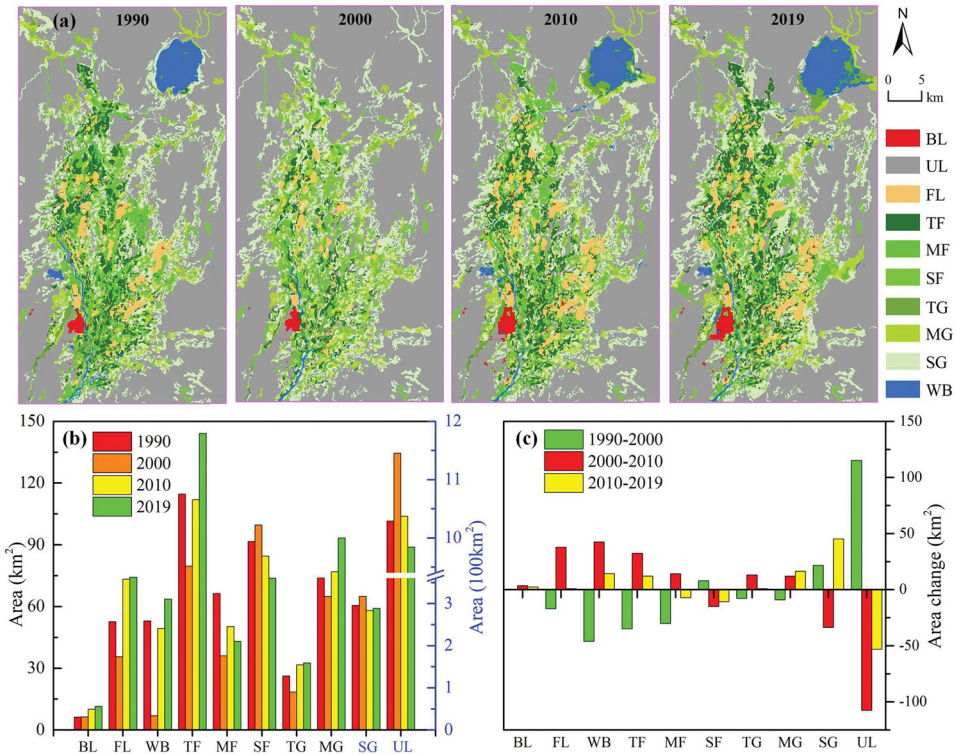 (a) 1990 2000 2010 2019
N
0 5
km
BL
UL
FL
TF
MF
SF
TG
MG
SG
WB
(b)
1990
2000
2010
2019
150
120
90
60
30
0
Area (km²)
12
11
10
3
2
1
0
Area (100km²)
BL FL WB TF MF SF TG MG SG UL
(c)
1990-2000
2000-2010
2010-2019
150
100
50
0
-50
-100
Area change (km²)
BL FL WB TF MF SF TG MG SG UL